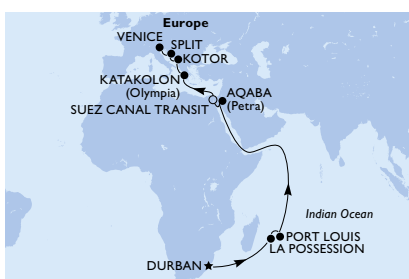 Europe
VENICE
SPLIT
KOTOR
KATAKOLON
(Olympia)
AQABA
(Petra)
SUEZ CANAL TRANSIT
Indian Ocean
PORT LOUIS
LA POSSESSION
DURBAN